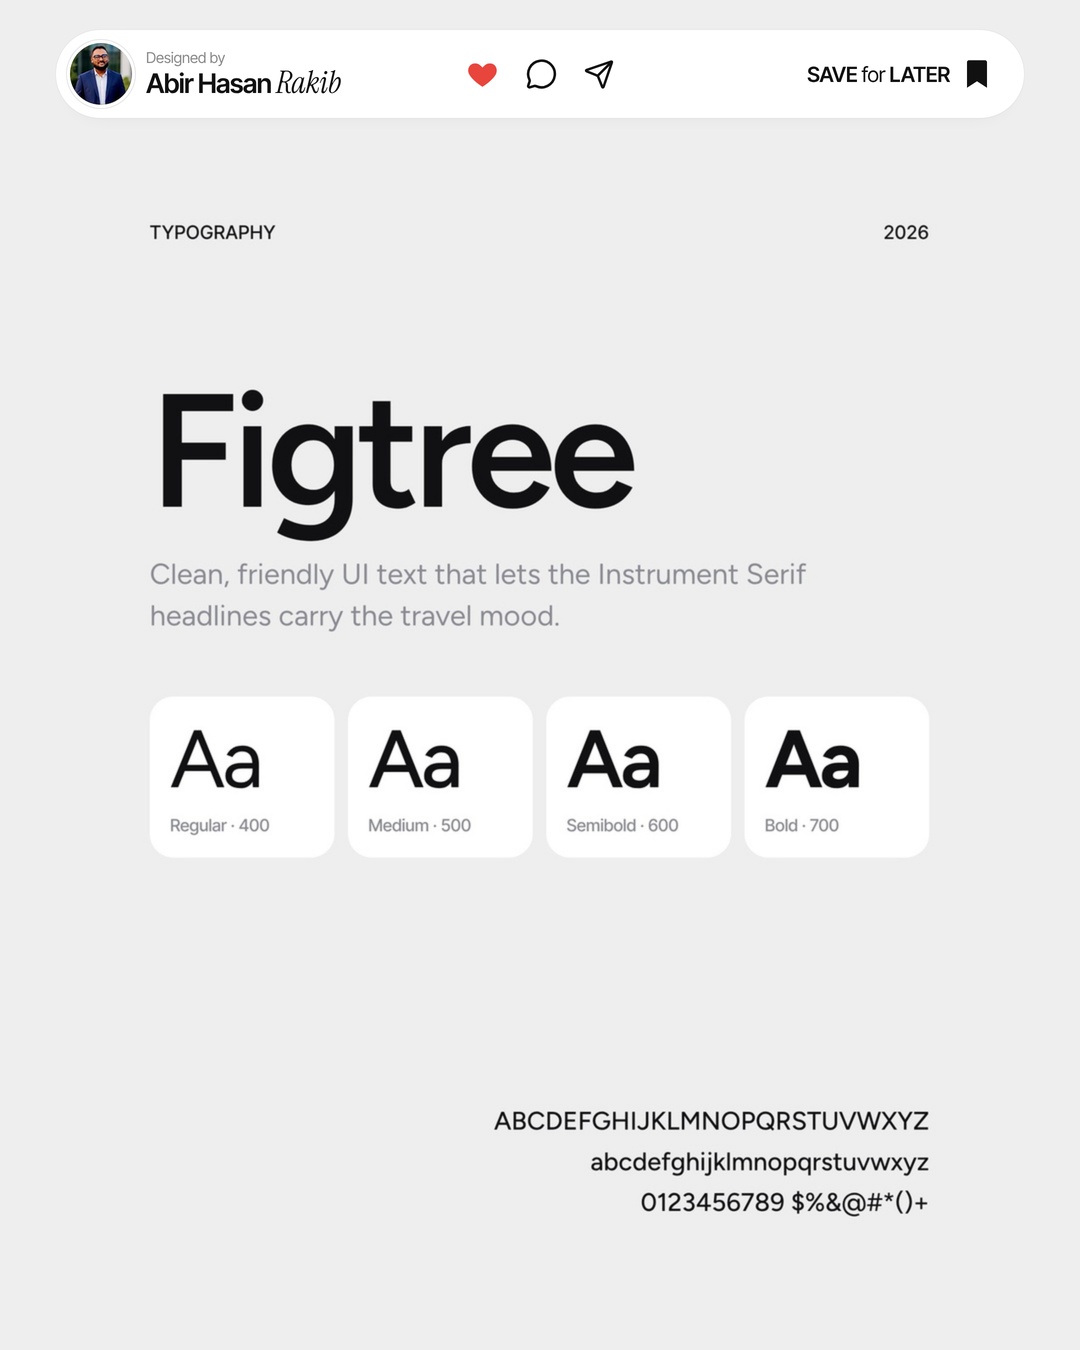 Designed by
Abir Hasan Rakib
SAVE for LATER
TYPOGRAPHY
2026
Figtree
Clean, friendly UI text that lets the Instrument Serif
headlines carry the travel mood.
Aa
Regular · 400
Aa
Medium · 500
Aa
Semibold · 600
Aa
Bold · 700
ABCDEFGHIJKLMNOPQRSTUVWXYZ
abcdefghijklmnopqrstuvwxyz
0123456789 $%&@#*()+